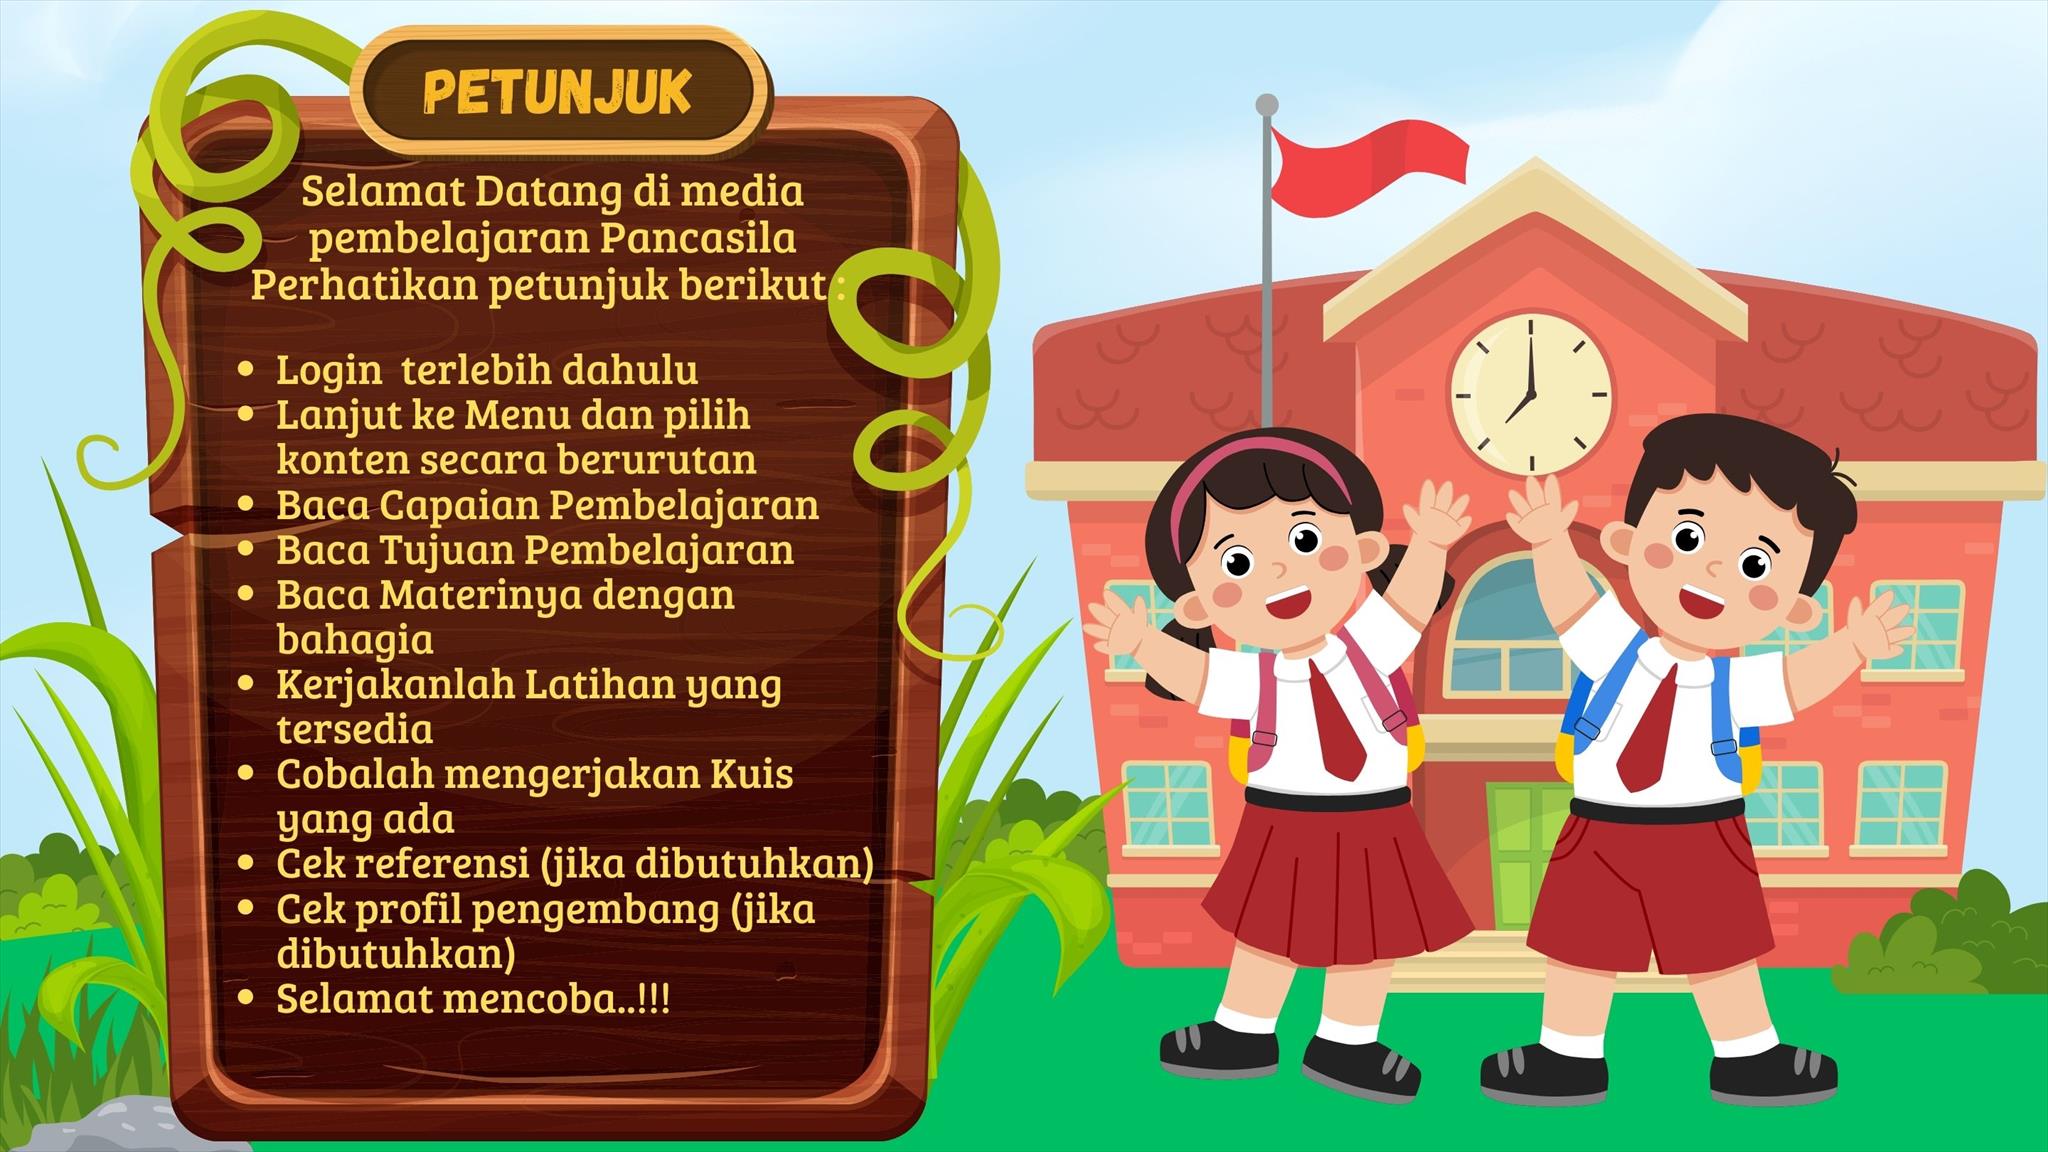 PETUNJUK
Selamat Datang di media
pembelajaran Pancasila
Perhatikan petunjuk berikut :
• Login  terlebih dahulu
• Lanjut ke Menu dan pilih
konten secara berurutan
• Baca Capaian Pembelajaran
• Baca Tujuan Pembelajaran
• Baca Materinya dengan
bahagia
• Kerjakanlah Latihan yang
tersedia
• Cobalah mengerjakan Kuis
yang ada
• Cek referensi (jika dibutuhkan)
• Cek profil pengembang (jika
dibutuhkan)
• Selamat mencoba..!!!